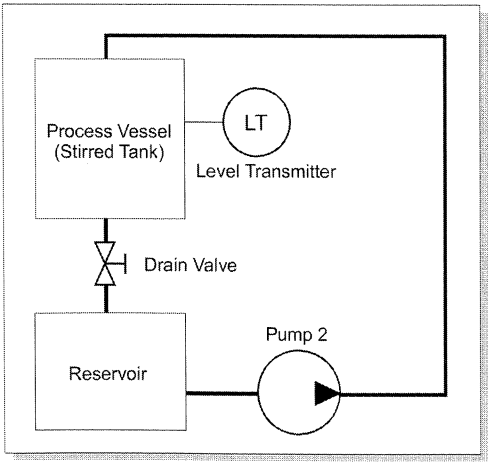 Process Vessel
(Stirred Tank)
LT
Level Transmitter
Drain Valve
Pump 2
Reservoir